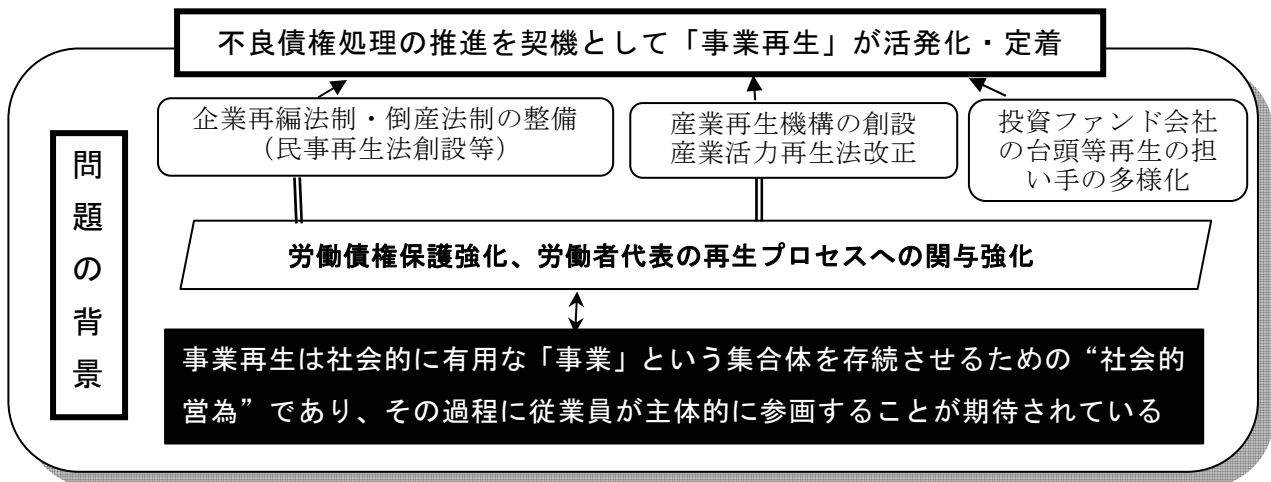 不良債権処理の推進を契機として「事業再生」が活発化・定着
企業再編法制・倒産法制の整備
（民事再生法創設等）
産業再生機構の創設
産業活力再生法改正
投資ファンド会社
の台頭等再生の担
い手の多様化
問題の背景
労働債権保護強化、労働者代表の再生プロセスへの関与強化
事業再生は社会的に有用な「事業」という集合体を存続させるための“社会的
営為”であり、その過程に従業員が主体的に参画することが期待されている